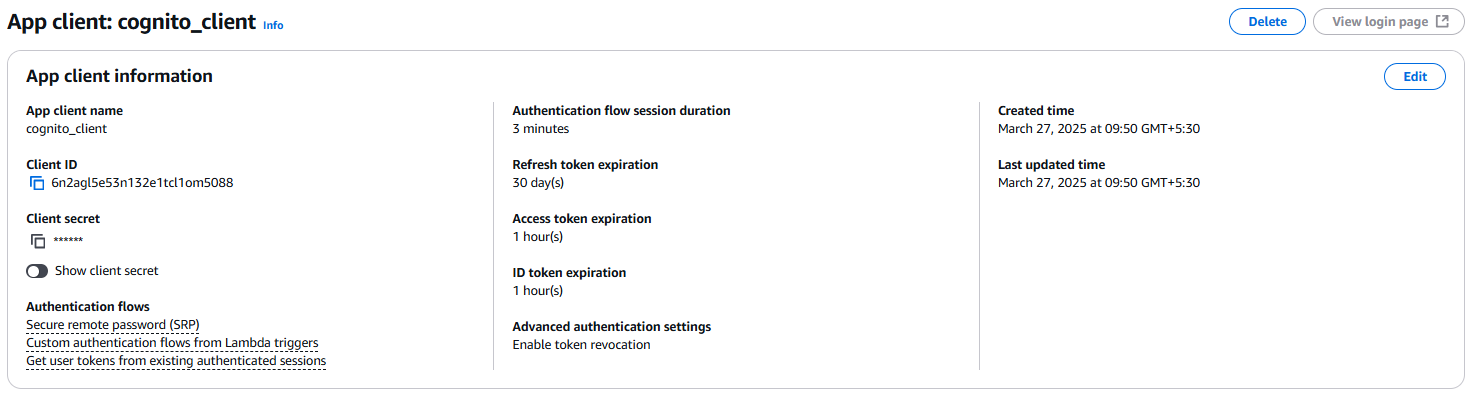 App client: cognito_client Info
Delete
View login page
App client information
Edit
App client name
cognito_client
Client ID
6n2agl5e53n132e1tcl1om5088
Client secret
******
Show client secret
Authentication flows
Secure remote password (SRP)
Custom authentication flows from Lambda triggers
Get user tokens from existing authenticated sessions
Authentication flow session duration
3 minutes
Refresh token expiration
30 day(s)
Access token expiration
1 hour(s)
ID token expiration
1 hour(s)
Advanced authentication settings
Enable token revocation
Created time
March 27, 2025 at 09:50 GMT+5:30
Last updated time
March 27, 2025 at 09:50 GMT+5:30